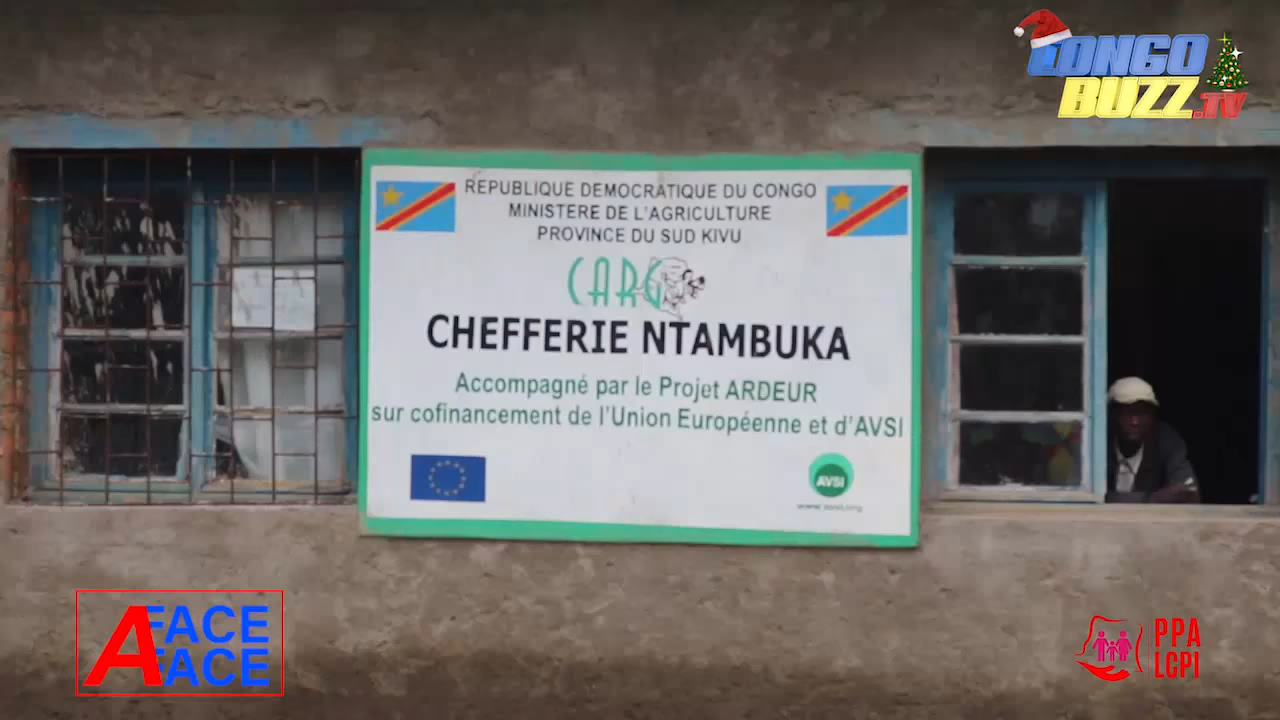 CONGO
BUZZ.TV
REPUBLIQUE DEMOCRATIQUE DU CONGO
MINISTERE DE L'AGRICULTURE
PROVINCE DU SUD KIVU
CARG
CHEFFERIE NTAMBUKA
Accompagné par le Projet ARDEUR
sur cofinancement de l'Union Européenne et d'AVSI
AVSI
www.avsi.org
A FACE
FACE
PPA
LCPI